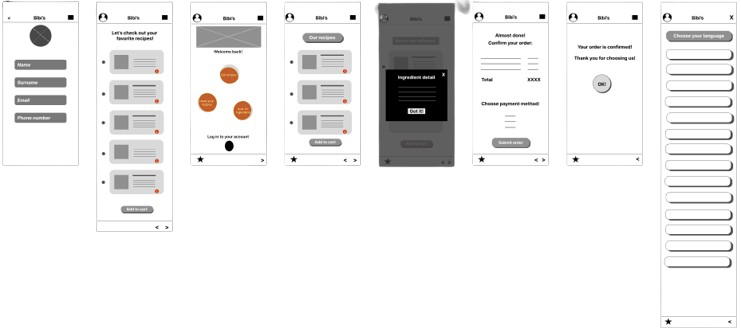 < Bibi's
Name
Surname
Email
Phone number
Bibi's
Let's check out your
favorite recipes!
Add to cart
< >
Bibi's
Welcome back!
Log in to your account
>
Bibi's
Our recipes
Add to cart
< >
Bibi's
Ingredient detail X
Got it!
Bibi's
Almost done!
Confirm your order:
Total XXXX
Choose payment method:
Submit order
< >
Bibi's
Your order is confirmed!
Thank you for choosing us!
OK!
<
Bibi's X
Choose your language
<